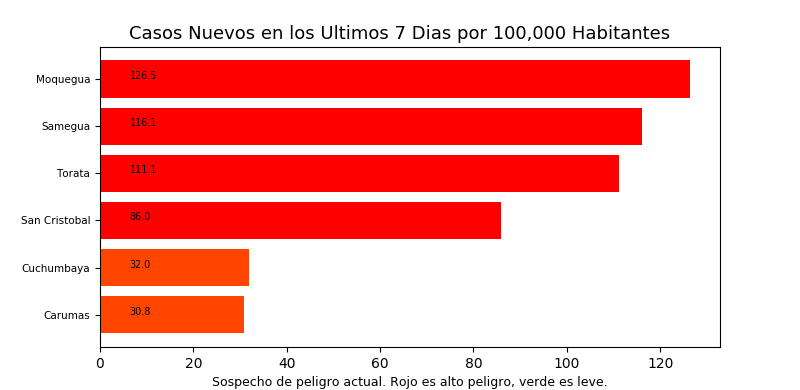 Casos Nuevos en los Ultimos 7 Dias por 100,000 Habitantes
Moquegua 126.5
Samegua 116.1
Torata 111.1
San Cristobal 86.0
Cuchumbaya 32.0
Carumas 30.8
0 20 40 60 80 100 120
Sospecho de peligro actual. Rojo es alto peligro, verde es leve.